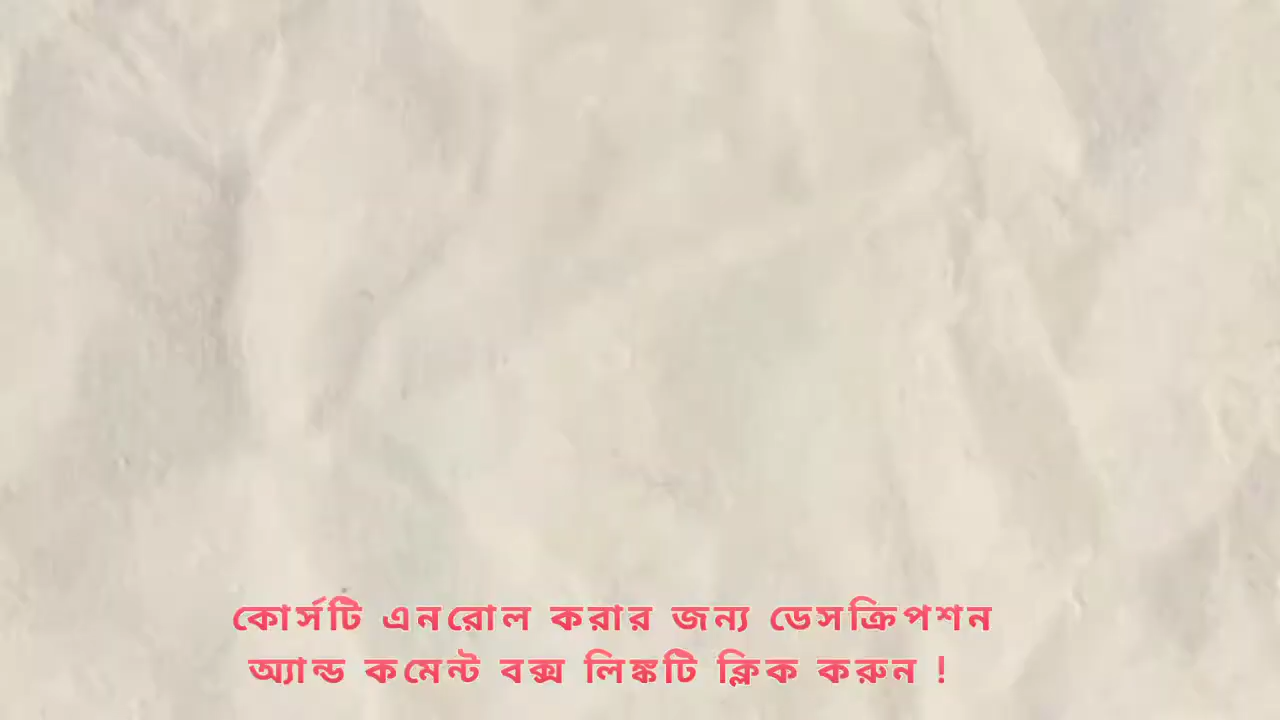 কোর্সটি এনরোল করার জন্য ডেসক্রিপশন
অ্যান্ড কমেন্ট বক্স লিঙ্কটি ক্লিক করুন !